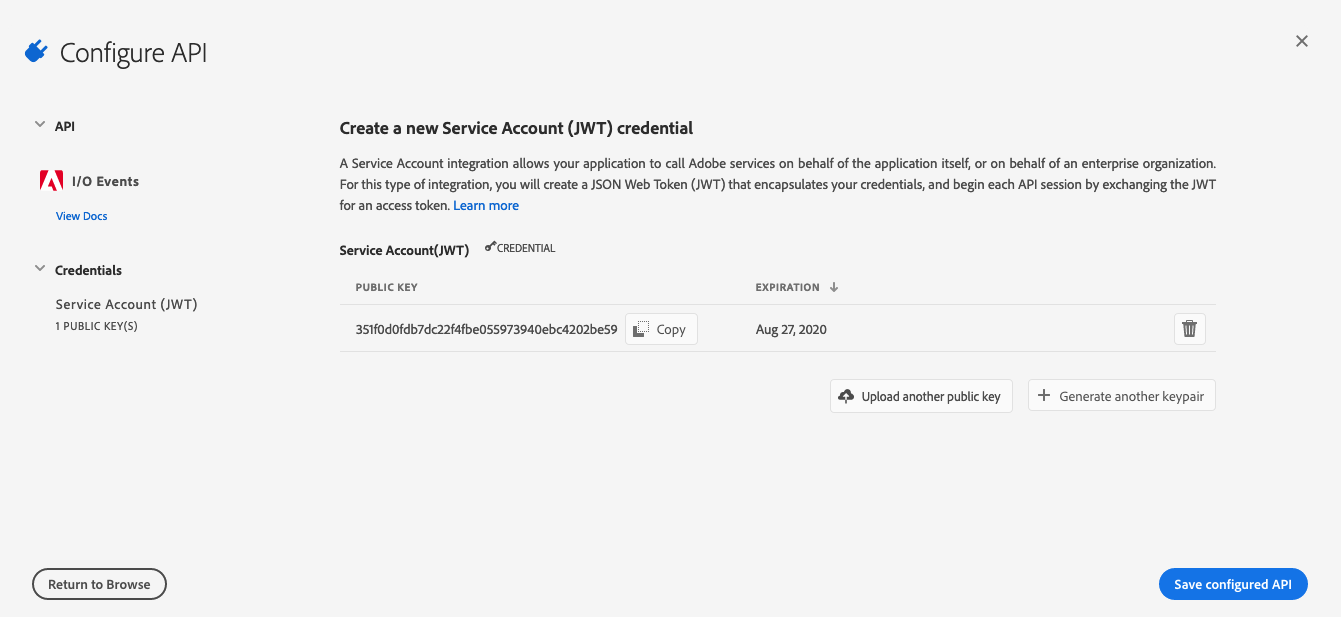 Configure API
API
I/O Events
View Docs
Credentials
Service Account (JWT)
1 PUBLIC KEY(S)
Create a new Service Account (JWT) credential
A Service Account integration allows your application to call Adobe services on behalf of the application itself, or on behalf of an enterprise organization.
For this type of integration, you will create a JSON Web Token (JWT) that encapsulates your credentials, and begin each API session by exchanging the JWT
for an access token. Learn more
Service Account(JWT) CREDENTIAL
PUBLIC KEY EXPIRATION
351f0d0fdb7dc22f4fbe055973940ebc4202be59 Copy Aug 27, 2020
Upload another public key Generate another keypair
Return to Browse Save configured API